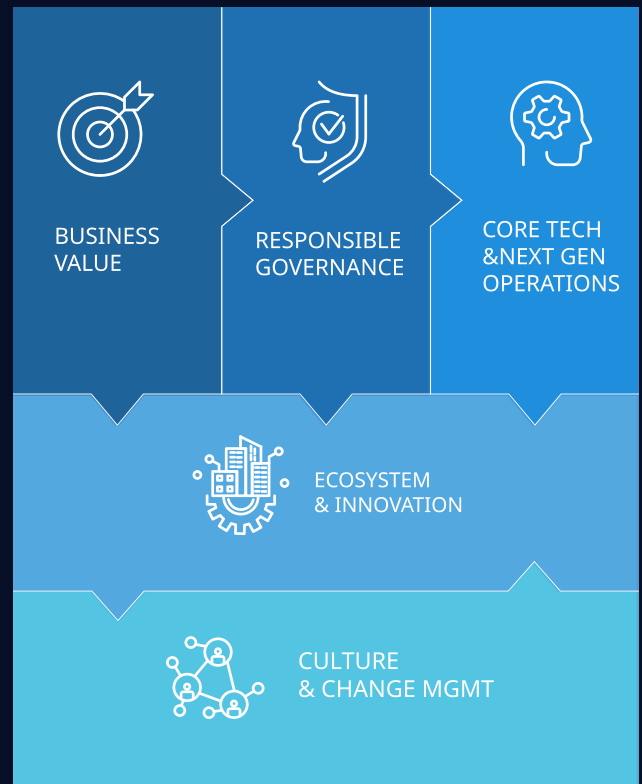 BUSINESS
VALUE
RESPONSIBLE
GOVERNANCE
CORE TECH
&NEXT GEN
OPERATIONS
ECOSYSTEM
& INNOVATION
CULTURE
& CHANGE MGMT